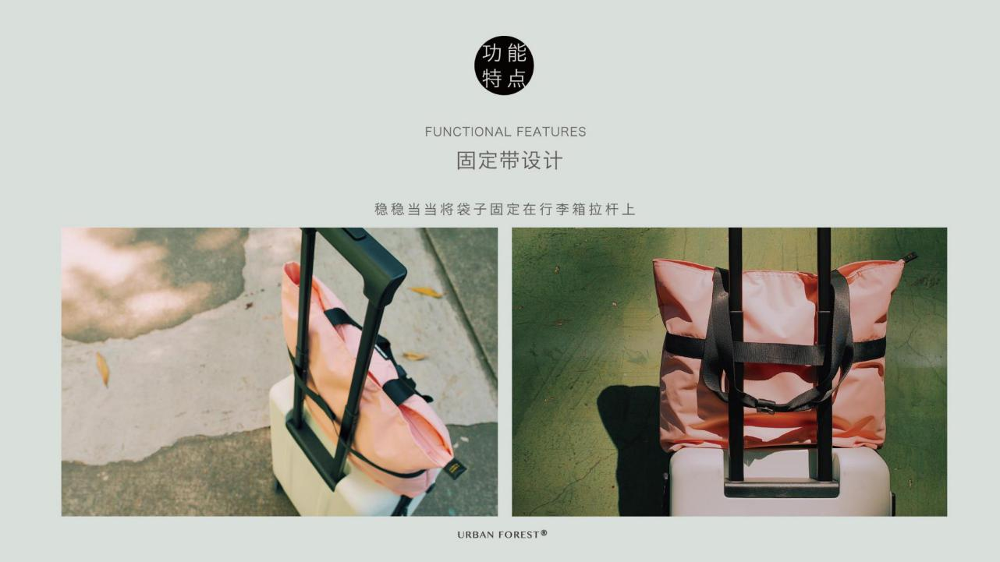 功能
特点
FUNCTIONAL FEATURES
固定带设计
稳稳当当将袋子固定在行李箱拉杆上
URBAN FOREST®